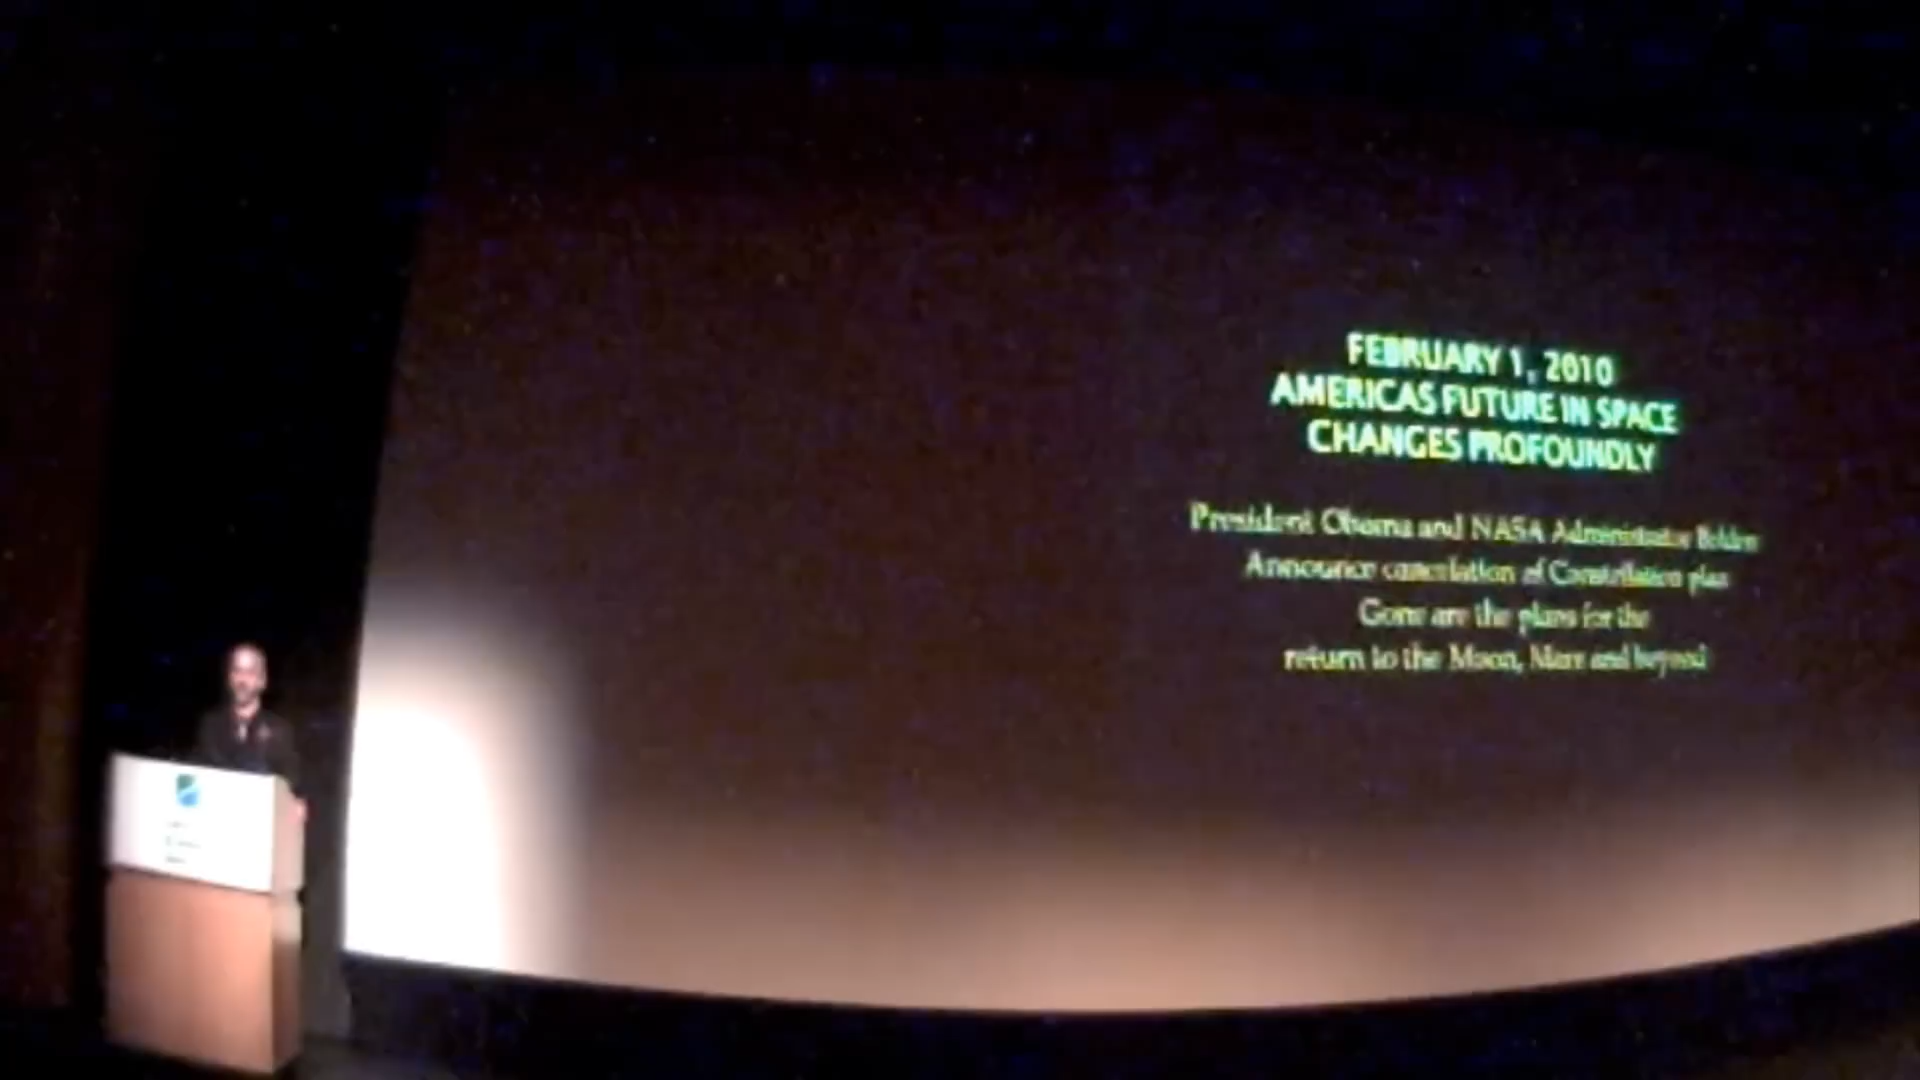 FEBRUARY 1, 2010
AMERICAS FUTURE IN SPACE
CHANGES PROFOUNDLY
President Obama and NASA Administrator Bolden
Announce cancelation of Constellation plan
Gone are the plans for the
return to the Moon, Mars and beyond